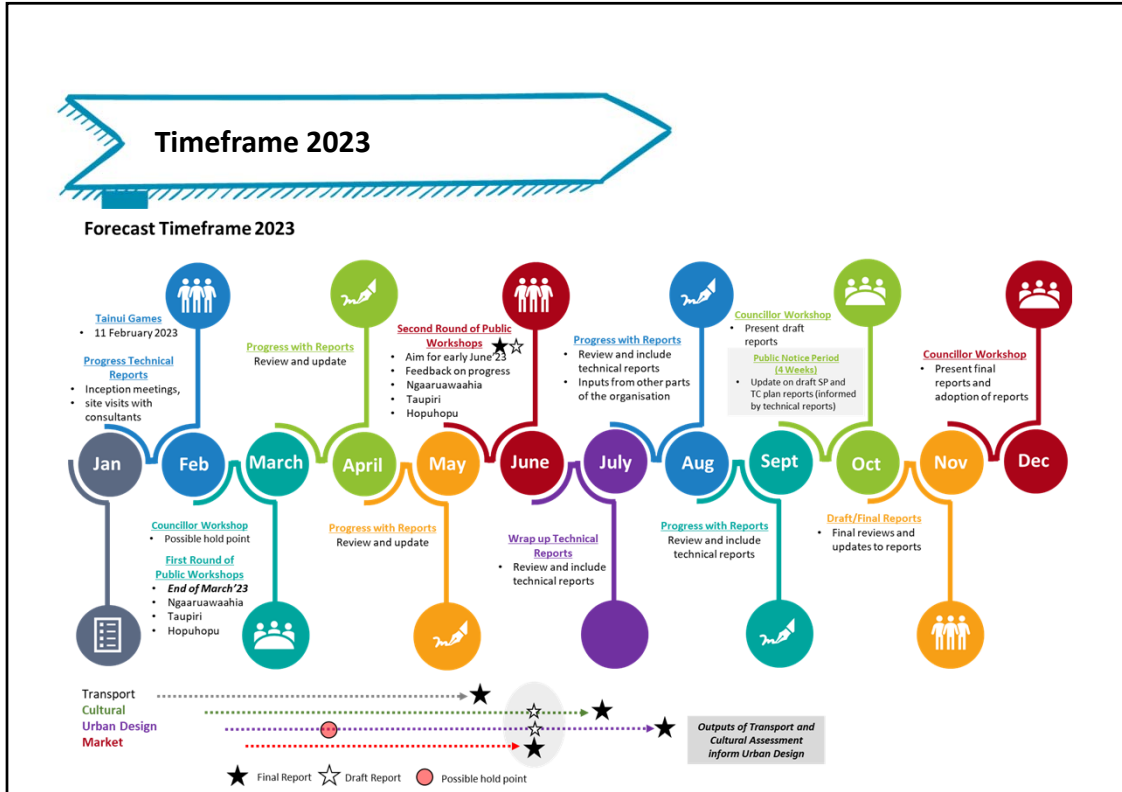 Timeframe 2023
Forecast Timeframe 2023
Tainui Games
• 11 February 2023
Progress Technical
Reports
• Inception meetings,
• site visits with
consultants
Progress with Reports
Review and update
Second Round of Public
Workshops
• Aim for early June'23
• Feedback on progress
• Ngaaruawaahia
• Taupiri
• Hopuhopu
Progress with Reports
• Review and include
technical reports
• Inputs from other parts
of the organisation
Councillor Workshop
• Present draft
reports
Public Notice Period
(4 Weeks)
• Update on draft SP and
TC plan reports (informed
by technical reports)
Councillor Workshop
• Present final
reports and
adoption of reports
Jan
Feb
March
April
May
June
July
Aug
Sept
Oct
Nov
Dec
Councillor Workshop
• Possible hold point
First Round of
Public Workshops
• End of March'23
• Ngaaruawaahia
• Taupiri
• Hopuhopu
Progress with Reports
Review and update
Wrap up Technical
Reports
• Review and include
technical reports
Progress with Reports
Review and include
technical reports
Draft/Final Reports
• Final reviews and
updates to reports
Transport
Cultural
Urban Design
Market
Outputs of Transport and
Cultural Assessment
inform Urban Design
Final Report
Draft Report
Possible hold point